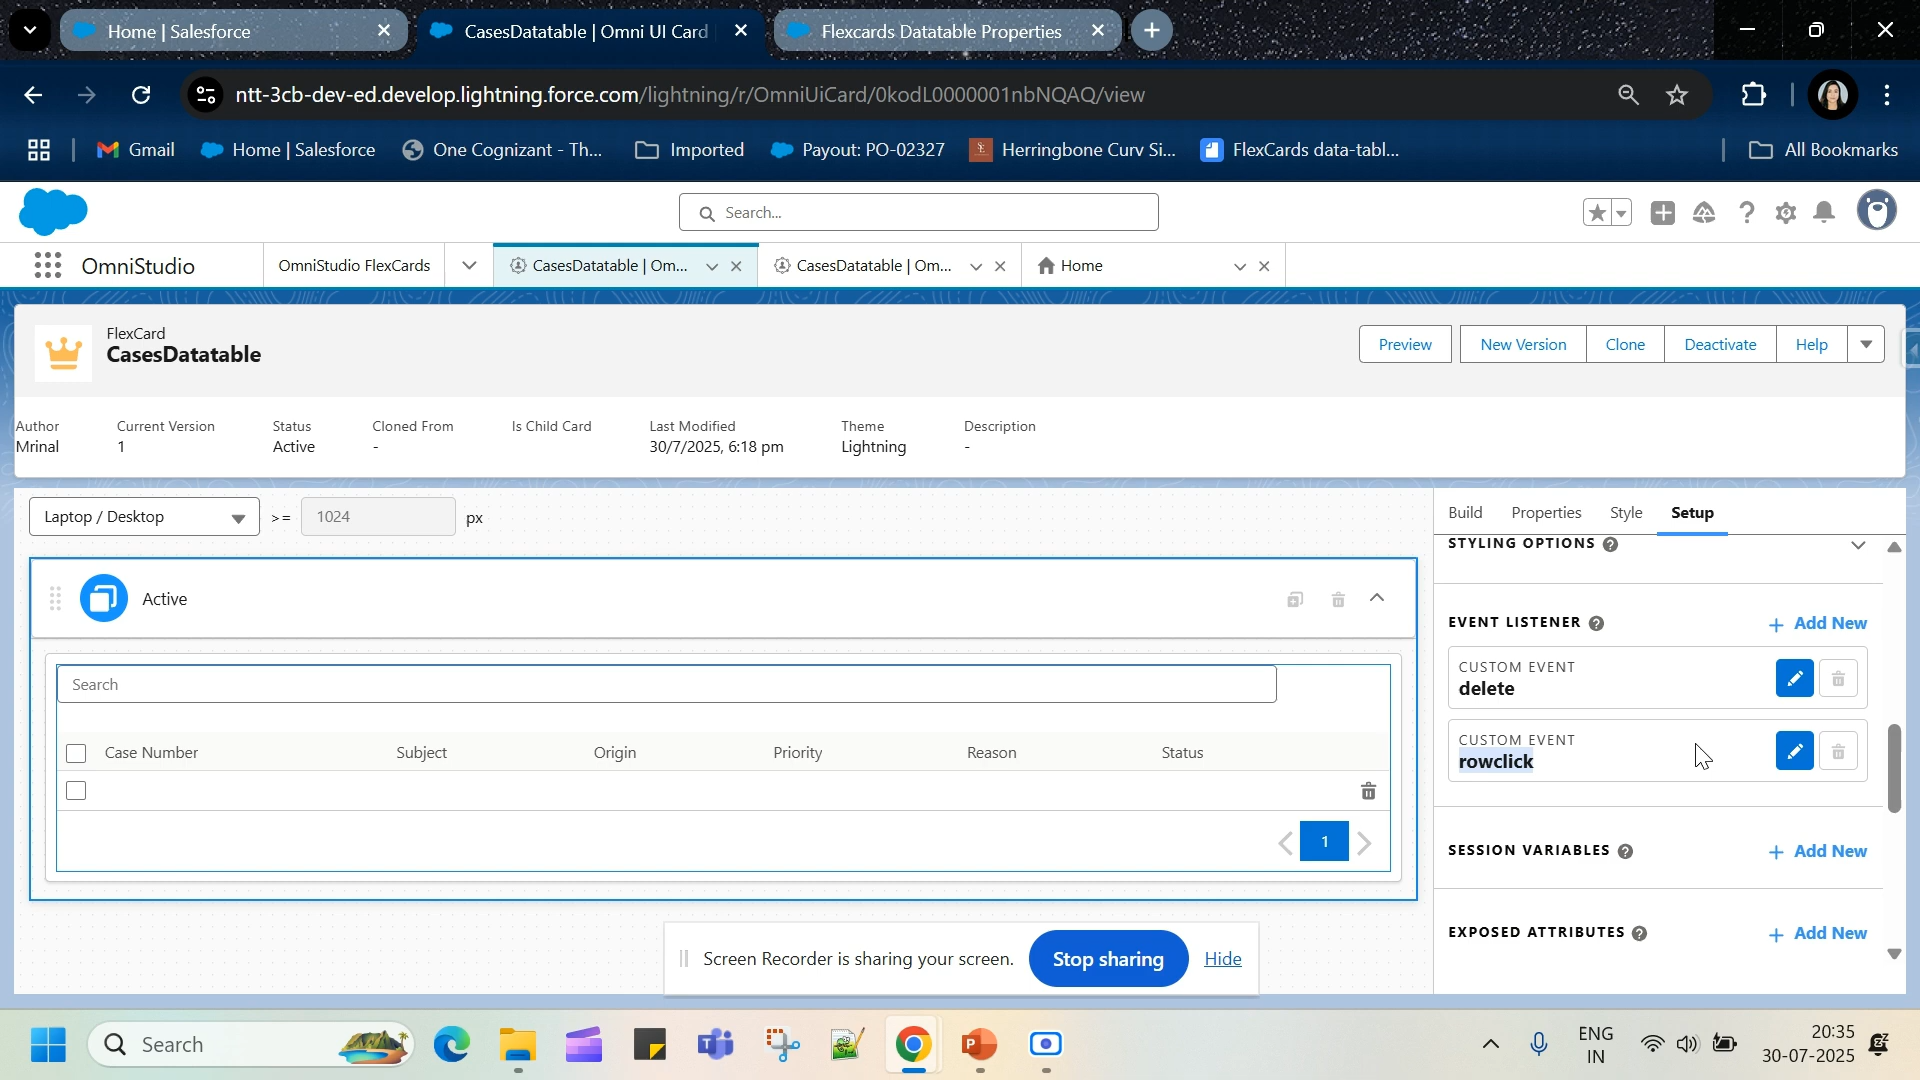 Home | Salesforce
CasesDatatable | Omni UI Card
Flexcards Datatable Properties
ntt-3cb-dev-ed.develop.lightning.force.com/lightning/r/OmniUiCard/0kodL0000001nbNQAQ/view
Gmail
Home | Salesforce
One Cognizant - Th...
Imported
Payout: PO-02327
Herringbone Curv Si...
FlexCards data-tabl...
All Bookmarks
Search...
OmniStudio
OmniStudio FlexCards
CasesDatatable | Om...
CasesDatatable | Om...
Home
FlexCard
CasesDatatable
Preview
New Version
Clone
Deactivate
Help
Author
Current Version
Status
Cloned From
Is Child Card
Last Modified
Theme
Description
Mrinal
1
Active
-
30/7/2025, 6:18 pm
Lightning
-
Laptop / Desktop
>=
1024
px
Build
Properties
Style
Setup
STYLING OPTIONS ?
Active
EVENT LISTENER ?
+ Add New
CUSTOM EVENT
delete
CUSTOM EVENT
rowclick
Search
Case Number
Subject
Origin
Priority
Reason
Status
1
SESSION VARIABLES ?
+ Add New
EXPOSED ATTRIBUTES ?
+ Add New
Screen Recorder is sharing your screen.
Stop sharing
Hide
Search
ENG
IN
20:35
30-07-2025